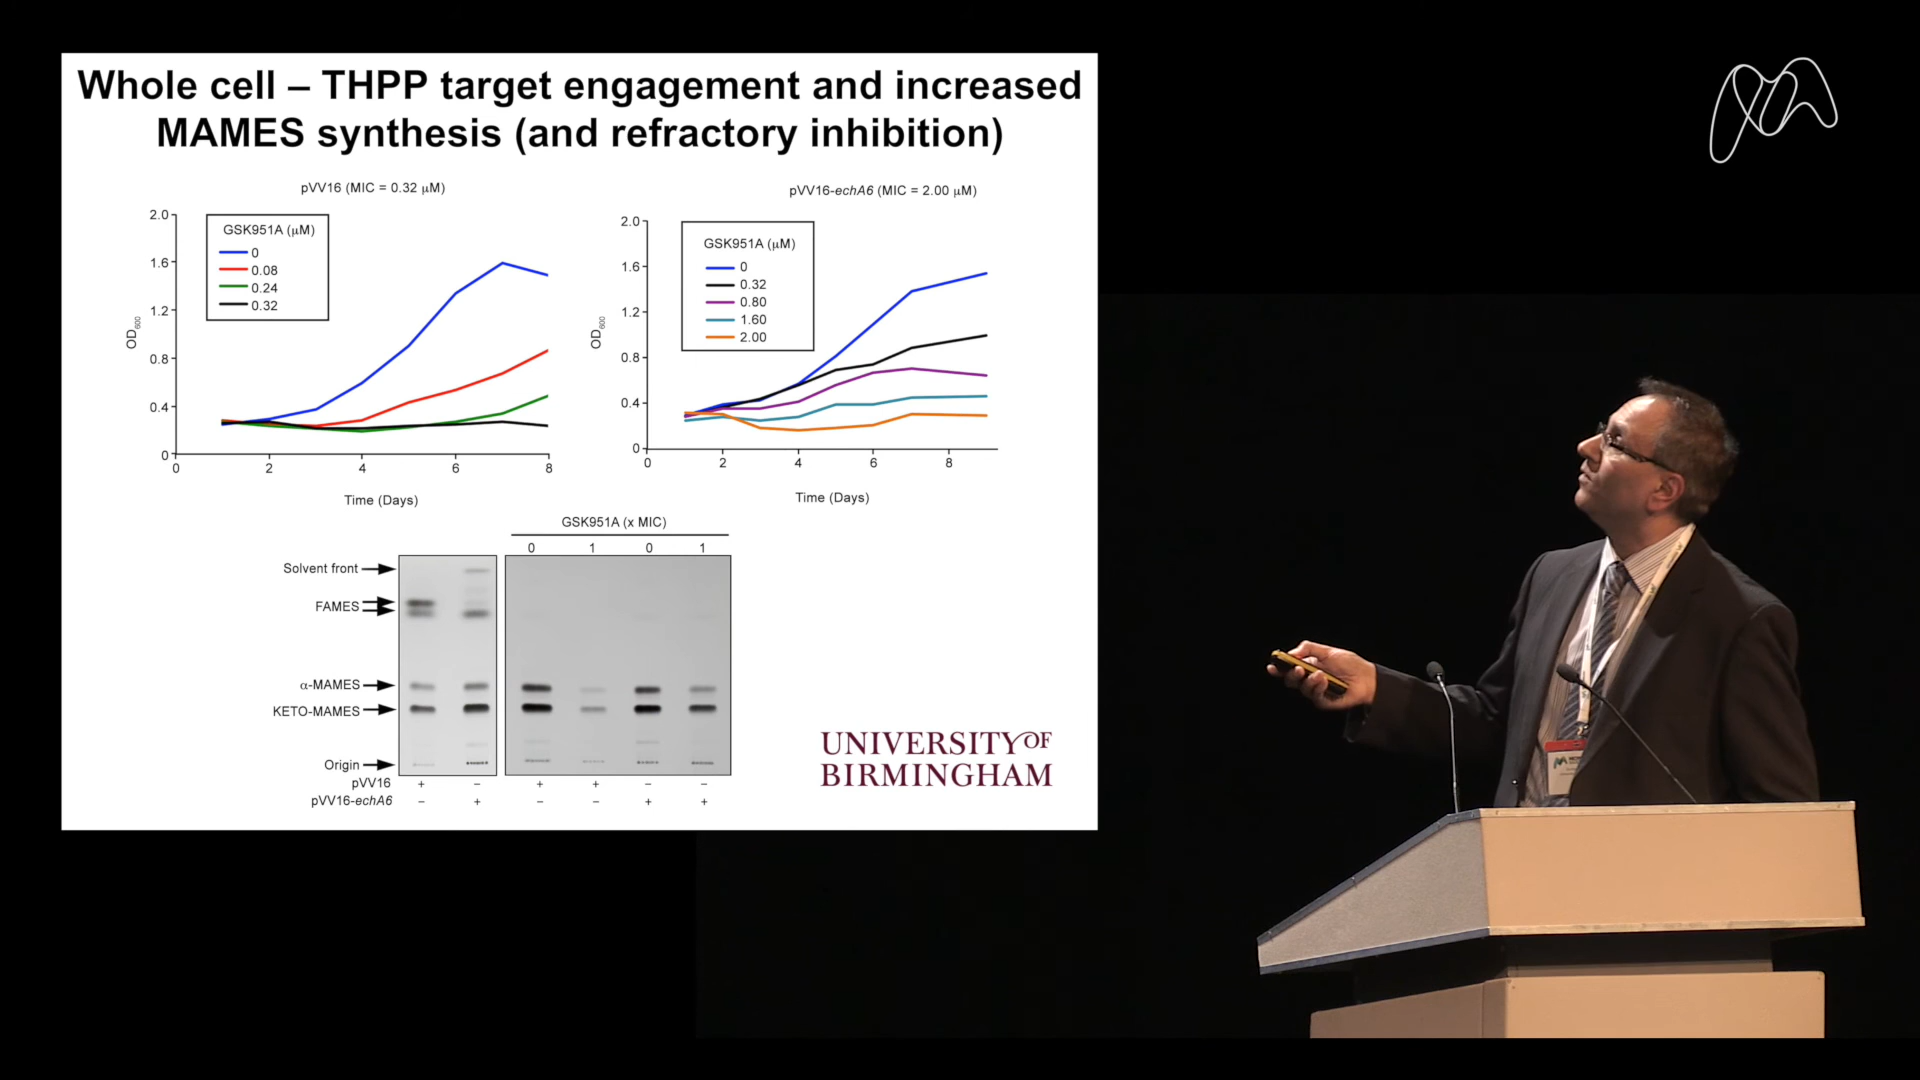 Whole cell – THPP target engagement and increased
MAMES synthesis (and refractory inhibition)
pVV16 (MIC = 0.32 µM)
2.0
1.6
1.2
0.8
0.4
0
OD600
GSK951A (µM)
0
0.08
0.24
0.32
0 2 4 6 8
Time (Days)
pVV16-echA6 (MIC = 2.00 µM)
2.0
1.6
1.2
0.8
0.4
0
OD600
GSK951A (µM)
0
0.32
0.80
1.60
2.00
0 2 4 6 8
Time (Days)
GSK951A (x MIC)
0 1 0 1
Solvent front
FAMES
α-MAMES
KETO-MAMES
Origin
pVV16 + – + + – –
pVV16-echA6 – + – – + +
UNIVERSITY OF
BIRMINGHAM